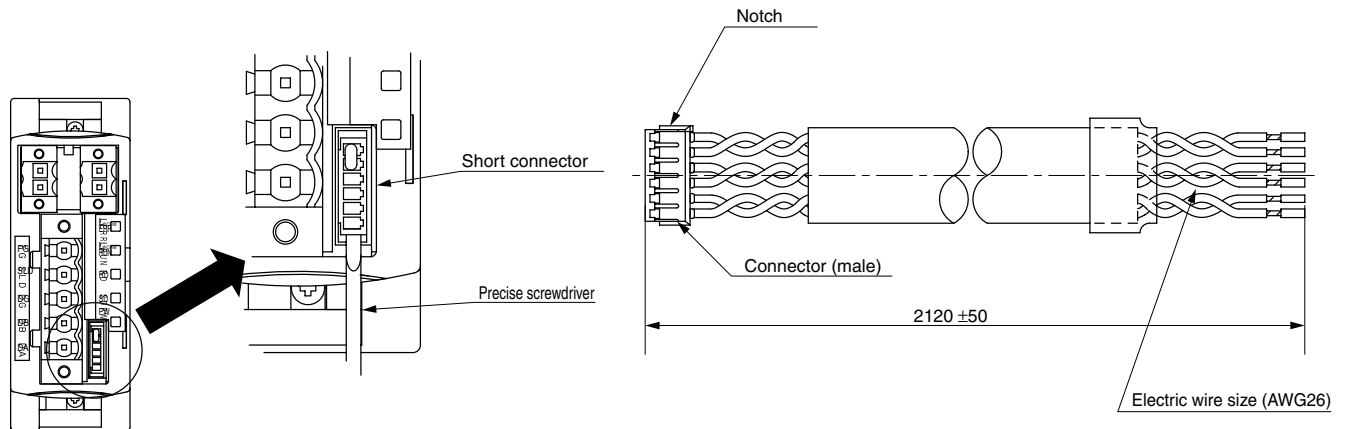 Notch
Short connector
Precise screwdriver
Connector (male)
2120 ±50
Electric wire size (AWG26)